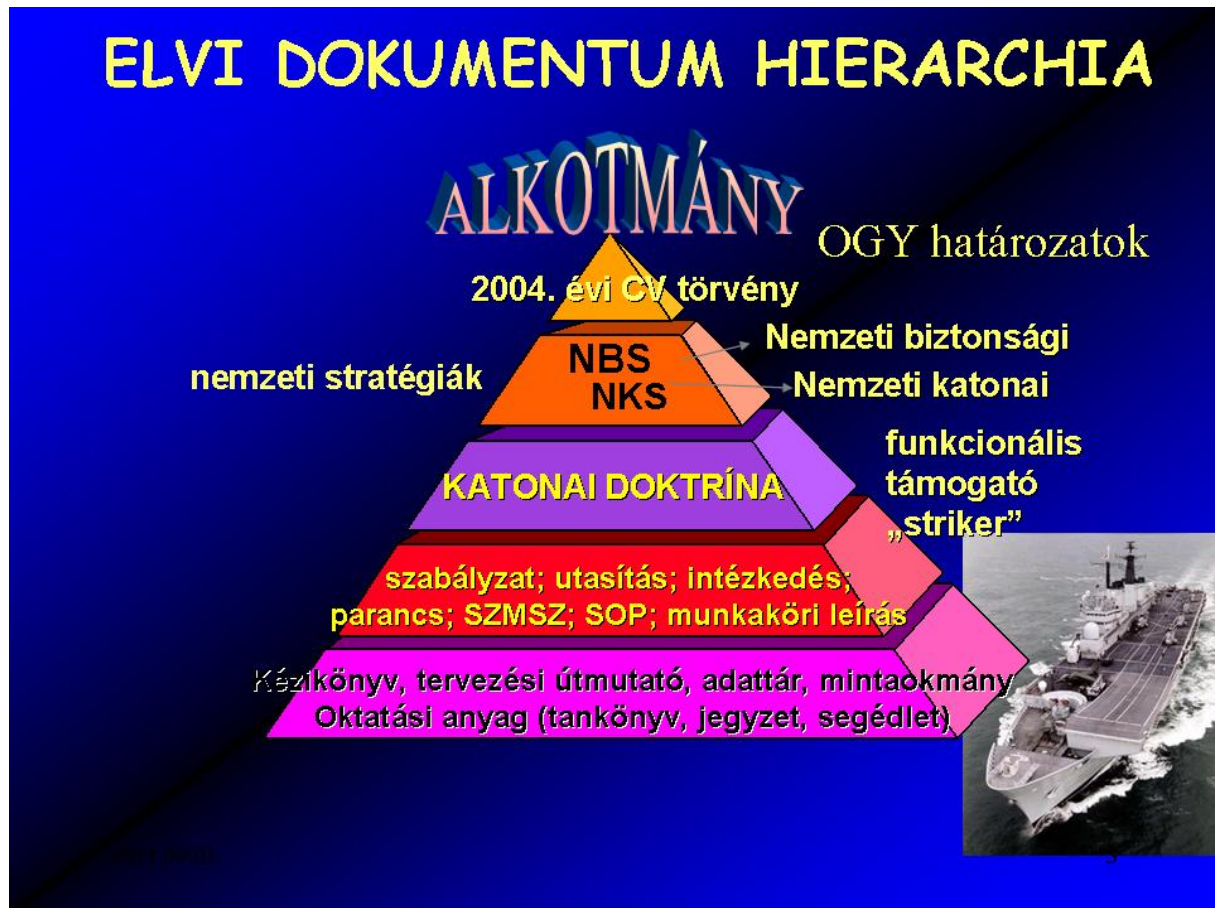 ELVI DOKUMENTUM HIERARCHIA
ALKOTMÁNY
OGY határozatok
2004. évi CV törvény
nemzeti stratégiák
NBS
NKS
Nemzeti biztonsági
Nemzeti katonai
KATONAI DOKTRÍNA
funkcionális
támogató
„striker”
szabályzat; utasítás; intézkedés;
parancs; SZMSZ; SOP; munkaköri leírás
Kézikönyv, tervezési útmutató, adattár, mintaokmány
Oktatási anyag (tankönyv, jegyzet, segédlet)